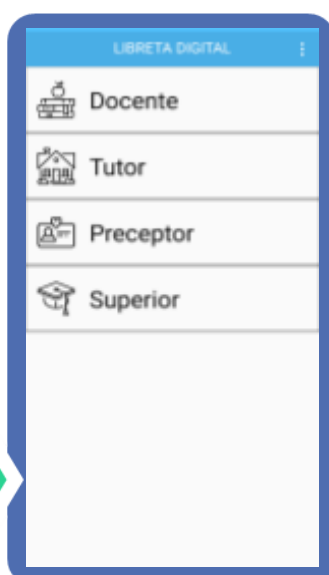 LIBRETA DIGITAL
Docente
Tutor
Preceptor
Superior